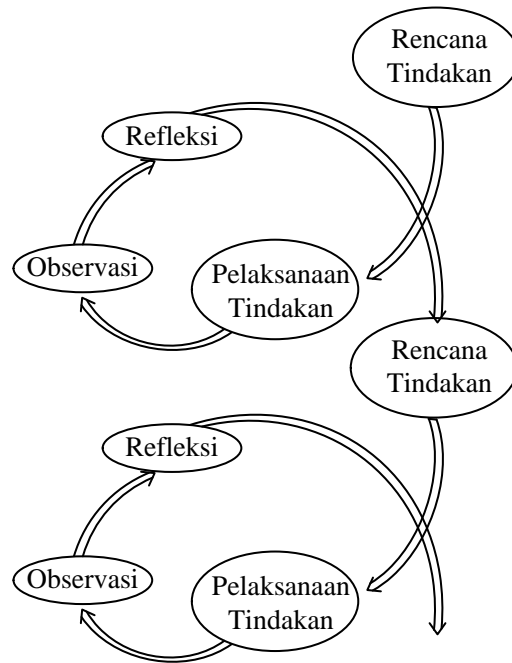 Rencana
Tindakan
Refleksi
Observasi
Pelaksanaan
Tindakan
Rencana
Tindakan
Refleksi
Observasi
Pelaksanaan
Tindakan